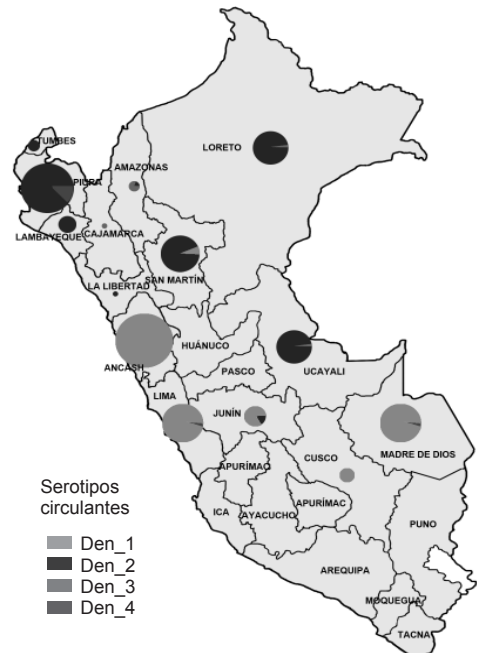 TUMBES
LORETO
AMAZONAS
PIURA
LAMBAYEQUE
CAJAMARCA
SAN MARTÍN
LA LIBERTAD
HUÁNUCO
ANCASH
UCAYALI
PASCO
LIMA
JUNÍN
MADRE DE DIOS
CUSCO
APURÍMAC
APURÍMAC
ICA
AYACUCHO
PUNO
AREQUIPA
MOQUEGUA
TACNA
Serotipos
circulantes
Den_1
Den_2
Den_3
Den_4